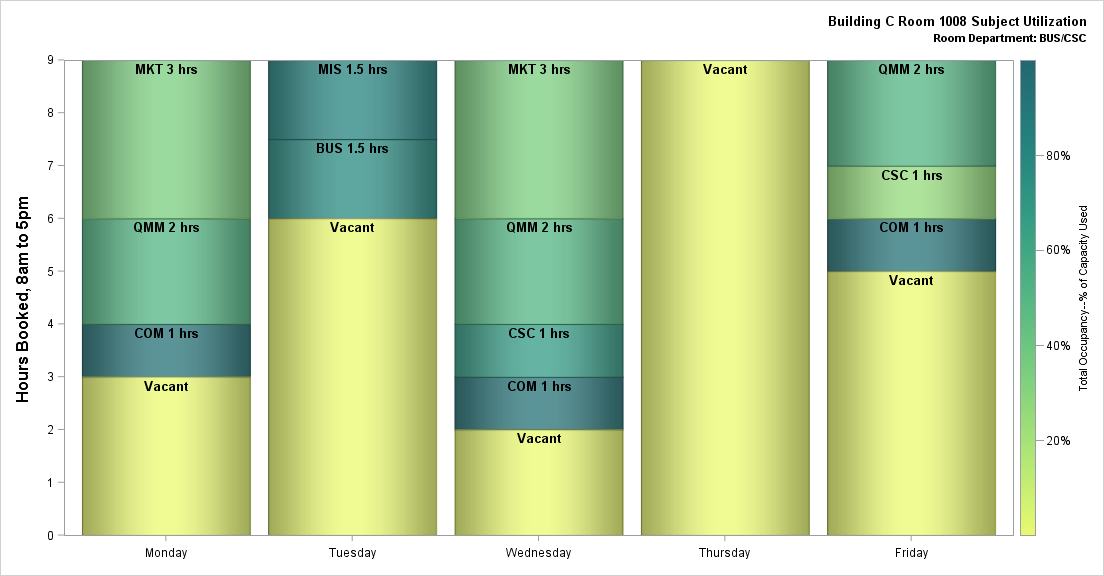 Building C Room 1008 Subject Utilization
Room Department: BUS/CSC
Hours Booked, 8am to 5pm
9
8
7
6
5
4
3
2
1
0
MKT 3 hrs
QMM 2 hrs
COM 1 hrs
Vacant
MIS 1.5 hrs
BUS 1.5 hrs
Vacant
MKT 3 hrs
QMM 2 hrs
CSC 1 hrs
COM 1 hrs
Vacant
Vacant
QMM 2 hrs
CSC 1 hrs
COM 1 hrs
Vacant
Monday
Tuesday
Wednesday
Thursday
Friday
80%
60%
40%
20%
Total Occupancy--% of Capacity Used